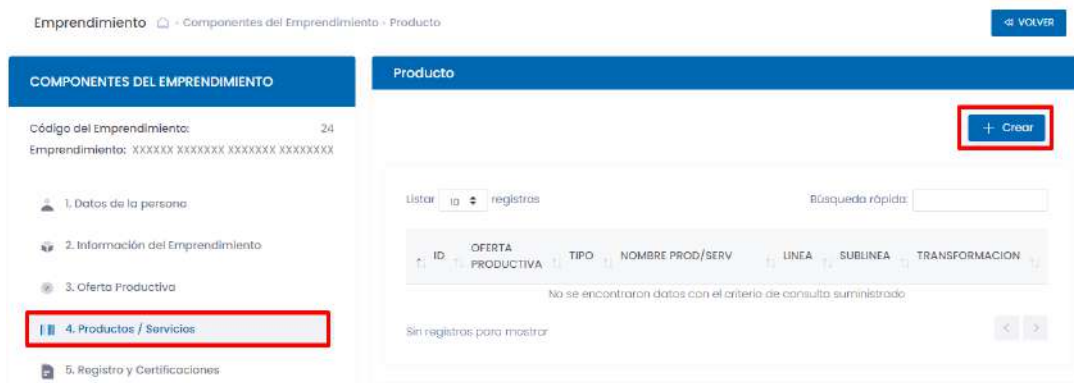 Emprendimiento - Componentes del Emprendimiento - Producto
VOLVER
COMPONENTES DEL EMPRENDIMIENTO
Código del Emprendimiento: 24
Emprendimiento: XXXXXX XXXXXXX XXXXXXX XXXXXXXX
1. Datos de la persona
2. Información del Emprendimiento
3. Oferta Productiva
4. Productos / Servicios
5. Registro y Certificaciones
Producto
+ Crear
Listar 10 registros
Búsqueda rápida:
ID OFERTA PRODUCTIVA TIPO NOMBRE PROD/SERV LINEA SUBLINEA TRANSFORMACION
No se encontraron datos con el criterio de consulta suministrado
Sin registros para mostrar